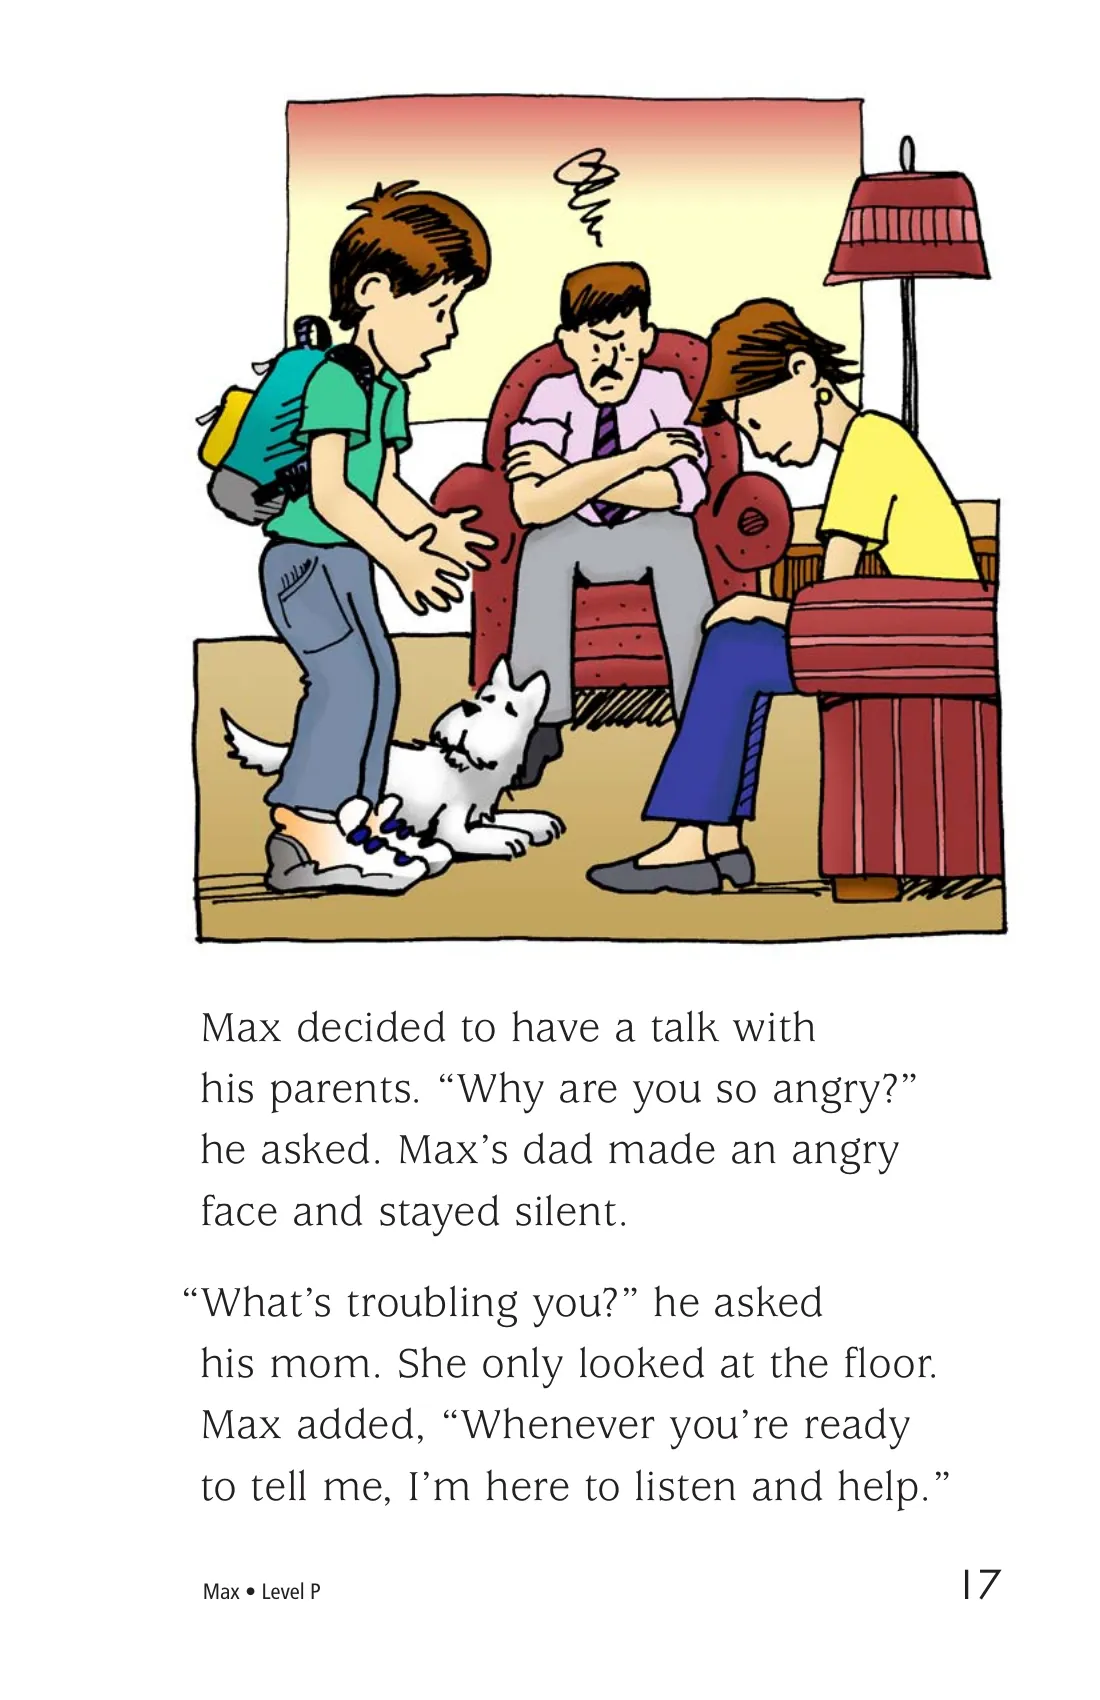 Max decided to have a talk with
his parents. “Why are you so angry?”
he asked. Max’s dad made an angry
face and stayed silent.
“What’s troubling you?” he asked
his mom. She only looked at the floor.
Max added, “Whenever you’re ready
to tell me, I’m here to listen and help.”
Max • Level P
17